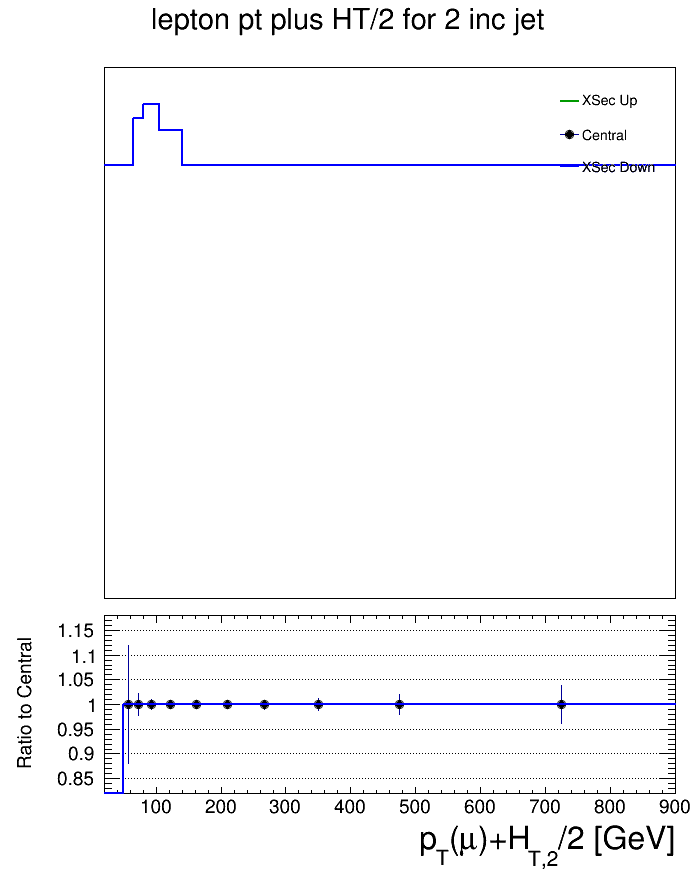 lepton pt plus HT/2 for 2 inc jet
XSec Up
Central
XSec Down
Ratio to Central
1.15
1.1
1.05
1
0.95
0.9
0.85
100 200 300 400 500 600 700 800 900
p_T(μ)+H_T,2/2 [GeV]